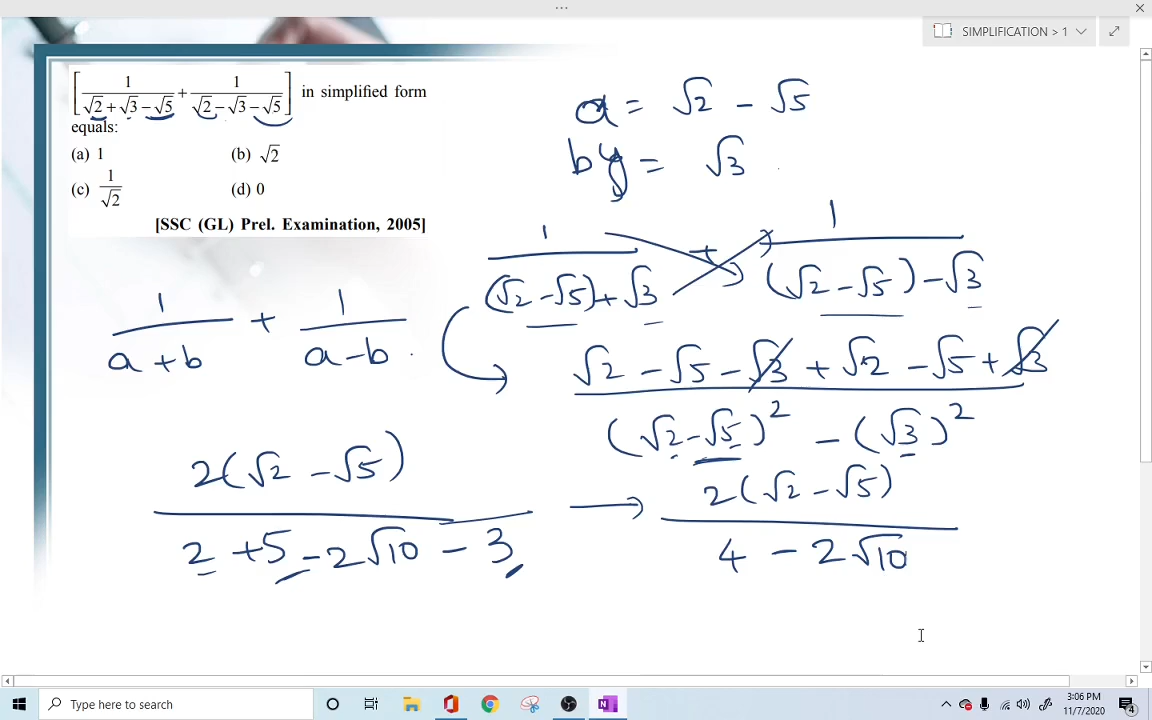 SIMPLIFICATION > 1
[1/(√2+√3−√5) + 1/(√2−√3−√5)] in simplified form
equals:
(a) 1 (b) √2
(c) 1/√2 (d) 0
[SSC (GL) Prel. Examination, 2005]
a = √2 − √5
by = √3
1/((√2 − √5) + √3) + 1/((√2 − √5) − √3)
1/(a + b) + 1/(a − b)
(√2 − √5 − √3 + √2 − √5 + √3)/((√2 − √5)² − (√3)²)
2(√2 − √5)/(2 + 5 − 2√10 − 3) → 2(√2 − √5)/(4 − 2√10)
Type here to search
3:06 PM
11/7/2020
4